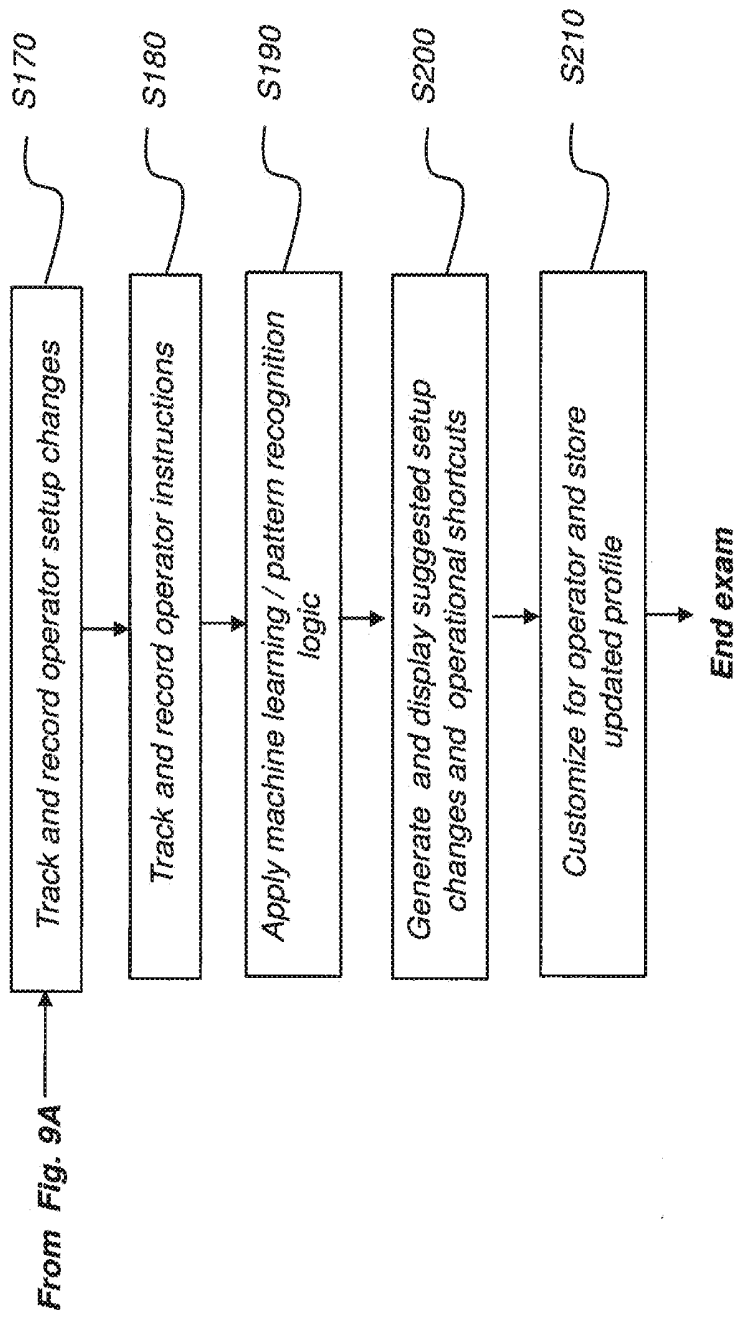 From Fig. 9A
Track and record operator setup changes
S170
Track and record operator instructions
S180
Apply machine learning / pattern recognition
logic
S190
Generate and display suggested setup
changes and operational shortcuts
S200
Customize for operator and store
updated profile
S210
End exam